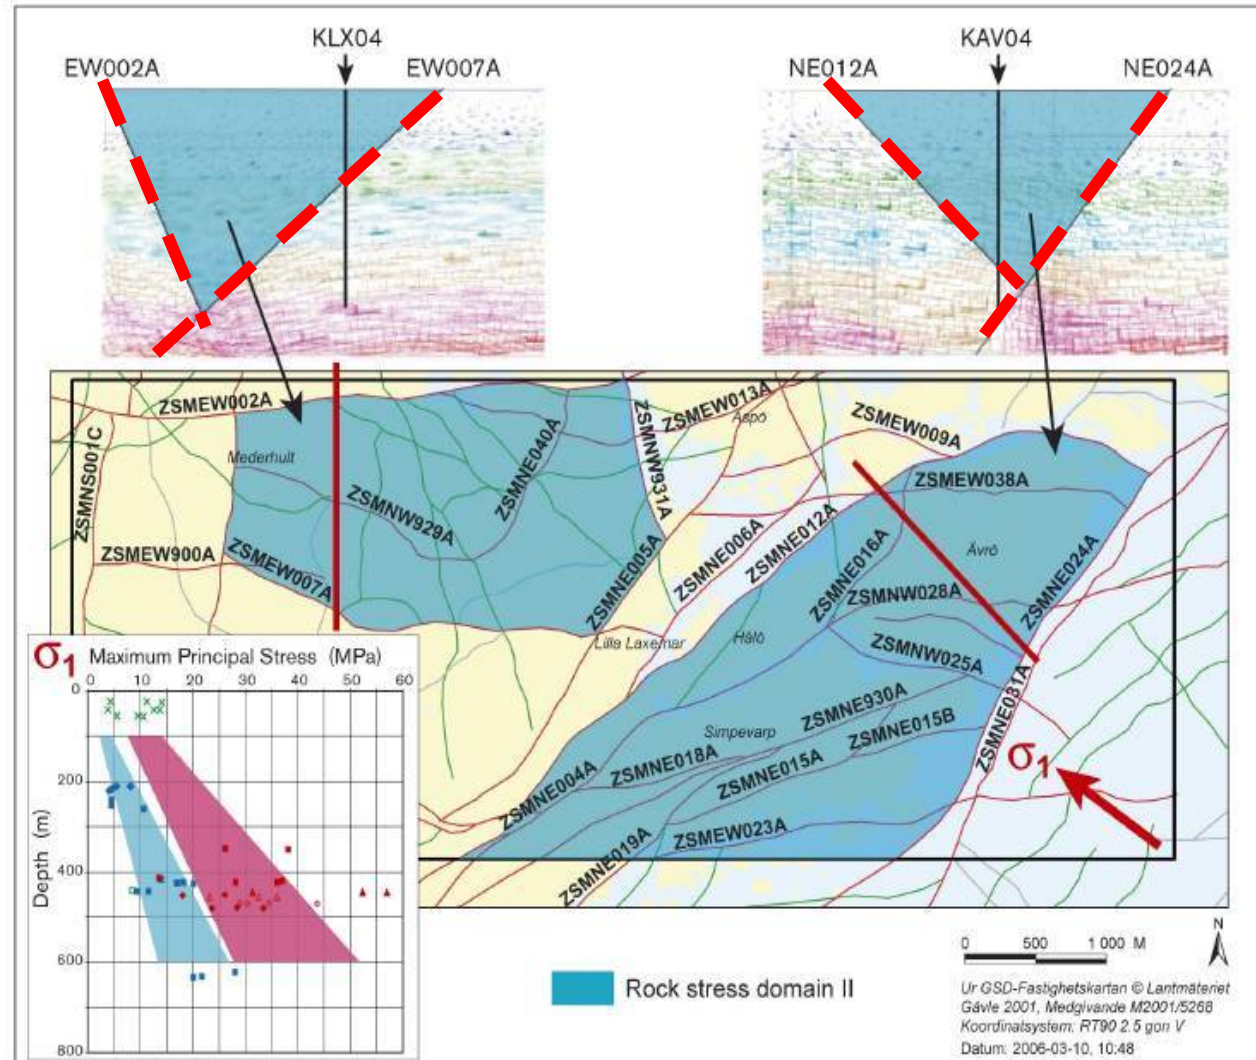 KLX04
EW002A
EW007A
KAV04
NE012A
NE024A
ZSMEW002A
ZSMNS001C
Mederhult
ZSMNW929A
ZSMNE040A
ZSMNW931A
ZSMEW013A
Äspö
ZSMEW009A
ZSMEW038A
ZSMEW900A
ZSMEW007A
ZSMNE005A
ZSMNE006A
ZSMNE012A
ZSMNE016A
Ävrö
ZSMNE024A
ZSMNW028A
Lilla Laxemar
Hålö
ZSMNW025A
ZSMNE930A
Simpevarp
ZSMNE015B
ZSMNE031A
ZSMNE004A
ZSMNE018A
ZSMNE015A
ZSMNE019A
ZSMEW023A
σ1
σ1 Maximum Principal Stress (MPa)
0 10 20 30 40 50 60
0
200
400
600
800
Depth (m)
Rock stress domain II
0 500 1 000 M
N
Ur GSD-Fastighetskartan © Lantmäteriet
Gävle 2001, Medgivande M2001/5268
Koordinatsystem: RT90 2.5 gon V
Datum: 2006-03-10, 10:48